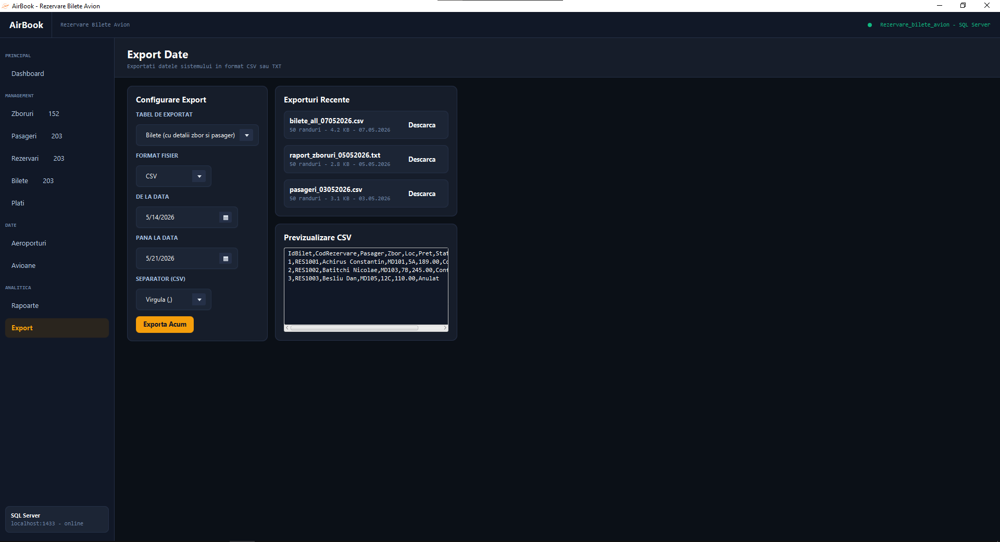 AirBook - Rezervare Bilete Avion
AirBook
Rezervare Bilete Avion
Rezervare_bilete_avion - SQL Server
PRINCIPAL
Dashboard
MANAGEMENT
Zboruri 152
Pasageri 203
Rezervari 203
Bilete 203
Plati
DATE
Aeroporturi
Avioane
ANALITICA
Rapoarte
Export
SQL Server
localhost:1433 - online
Export Date
Exportati datele sistemului in format CSV sau TXT
Configurare Export
TABEL DE EXPORTAT
Bilete (cu detalii zbor si pasager)
FORMAT FISIER
CSV
DE LA DATA
5/14/2026
PANA LA DATA
5/21/2026
SEPARATOR (CSV)
Virgula (,)
Exporta Acum
Exporturi Recente
bilete_all_07052026.csv
50 randuri - 4.2 KB - 07.05.2026
Descarca
raport_zboruri_05052026.txt
50 randuri - 2.8 KB - 05.05.2026
Descarca
pasageri_03052026.csv
50 randuri - 3.1 KB - 03.05.2026
Descarca
Previzualizare CSV
IdBilet,CodRezervare,Pasager,Zbor,Loc,Pret,Stat
1,RES1001,Achirus Constantin,MD101,5A,189.00,Co
2,RES1002,Batitchi Nicolae,MD103,7B,245.00,Conf
3,RES1003,Besliu Dan,MD105,12C,110.00,Anulat